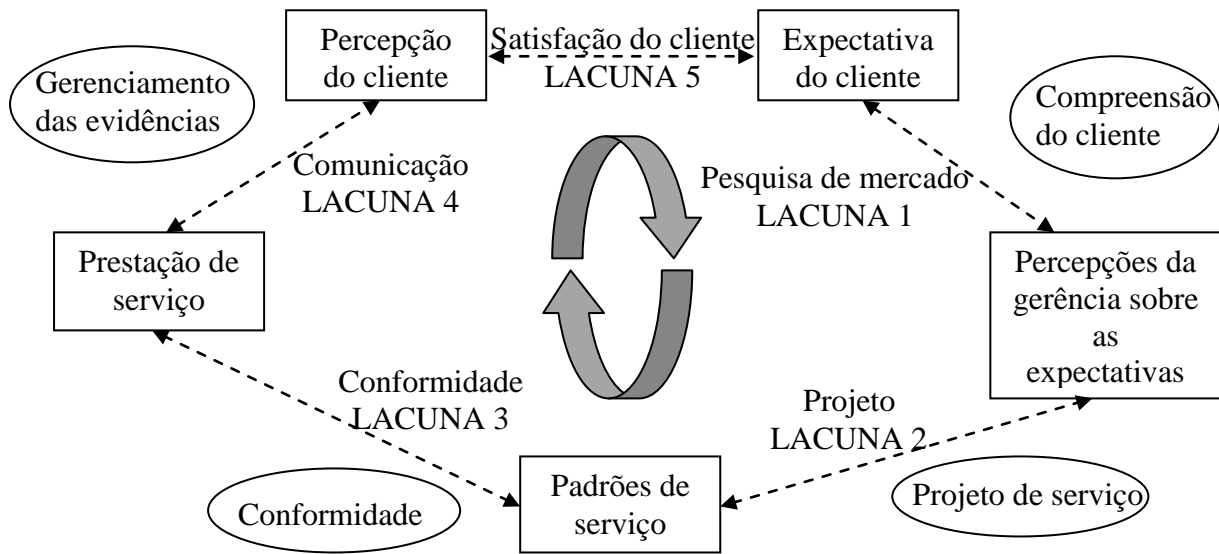 Percepção
do cliente
Satisfação do cliente
LACUNA 5
Expectativa
do cliente
Gerenciamento
das evidências
Compreensão
do cliente
Comunicação
LACUNA 4
Pesquisa de mercado
LACUNA 1
Prestação de
serviço
Percepções da
gerência sobre
as
expectativas
Conformidade
LACUNA 3
Projeto
LACUNA 2
Padrões de
serviço
Conformidade
Projeto de serviço